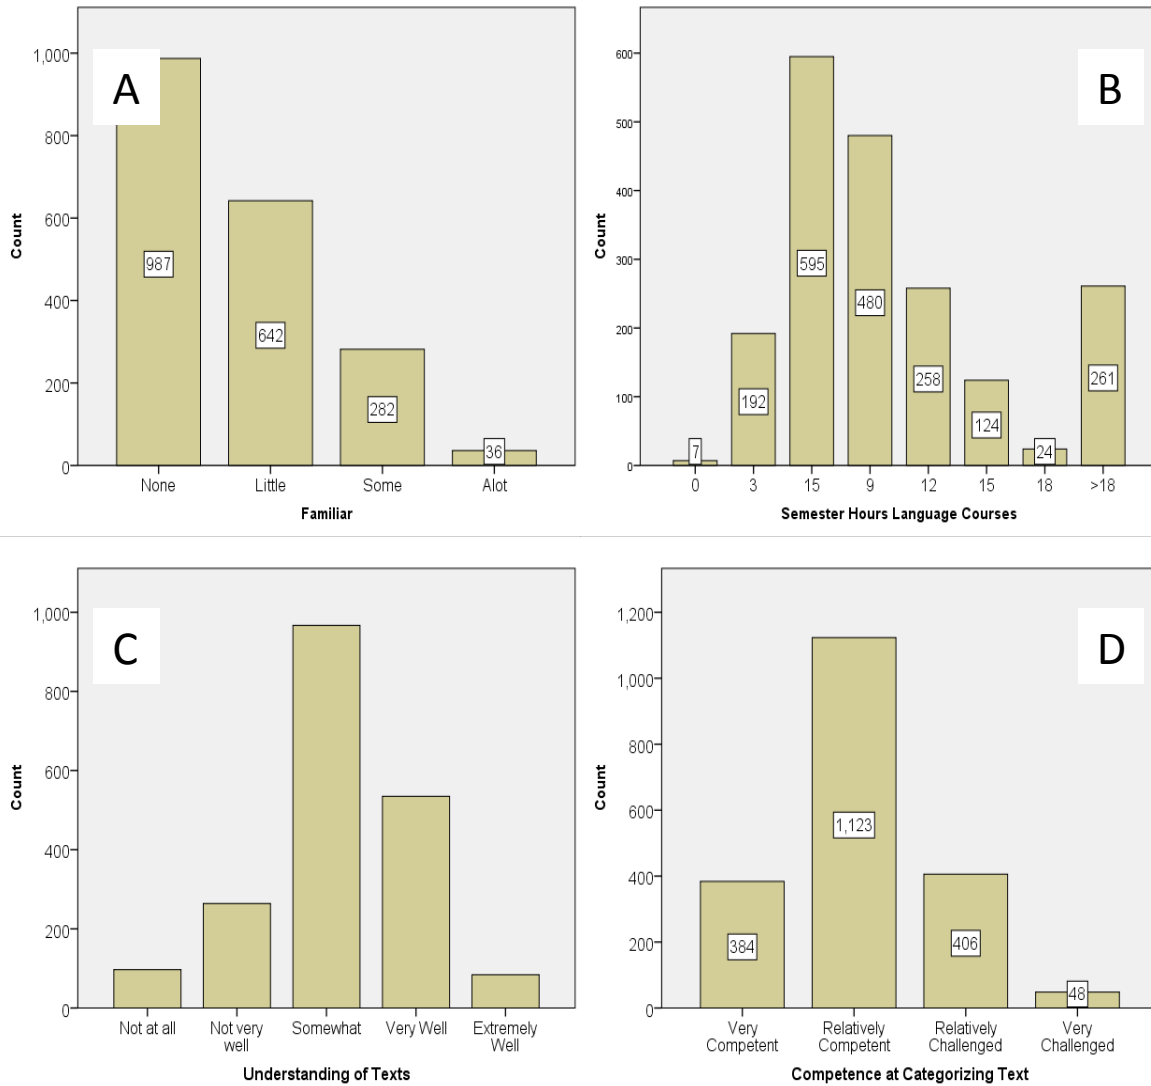 A
1,000
800
600
400
200
0
Count
987
642
282
36
None Little Some Alot
Familiar
B
600
500
400
300
200
100
0
Count
7
192
595
480
258
124
24
261
0 3 15 9 12 15 18 >18
Semester Hours Language Courses
C
1,000
800
600
400
200
0
Count
Not at all
Not very
well
Somewhat
Very Well
Extremely
Well
Understanding of Texts
D
1,200
1,000
800
600
400
200
0
Count
384
1,123
406
48
Very
Competent
Relatively
Competent
Relatively
Challenged
Very
Challenged
Competence at Categorizing Text